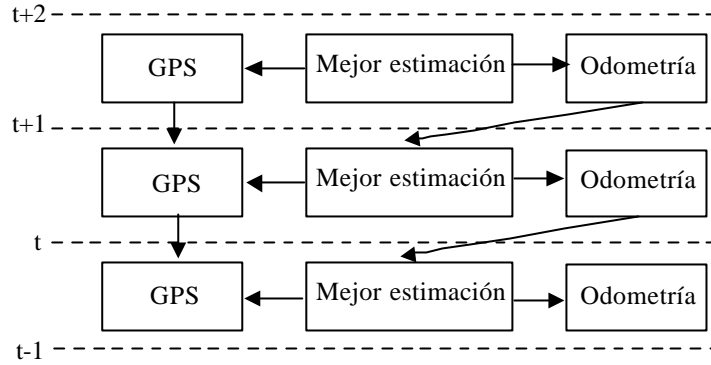 t+2
GPS
Mejor estimación
Odometría
t+1
GPS
Mejor estimación
Odometría
t
GPS
Mejor estimación
Odometría
t-1